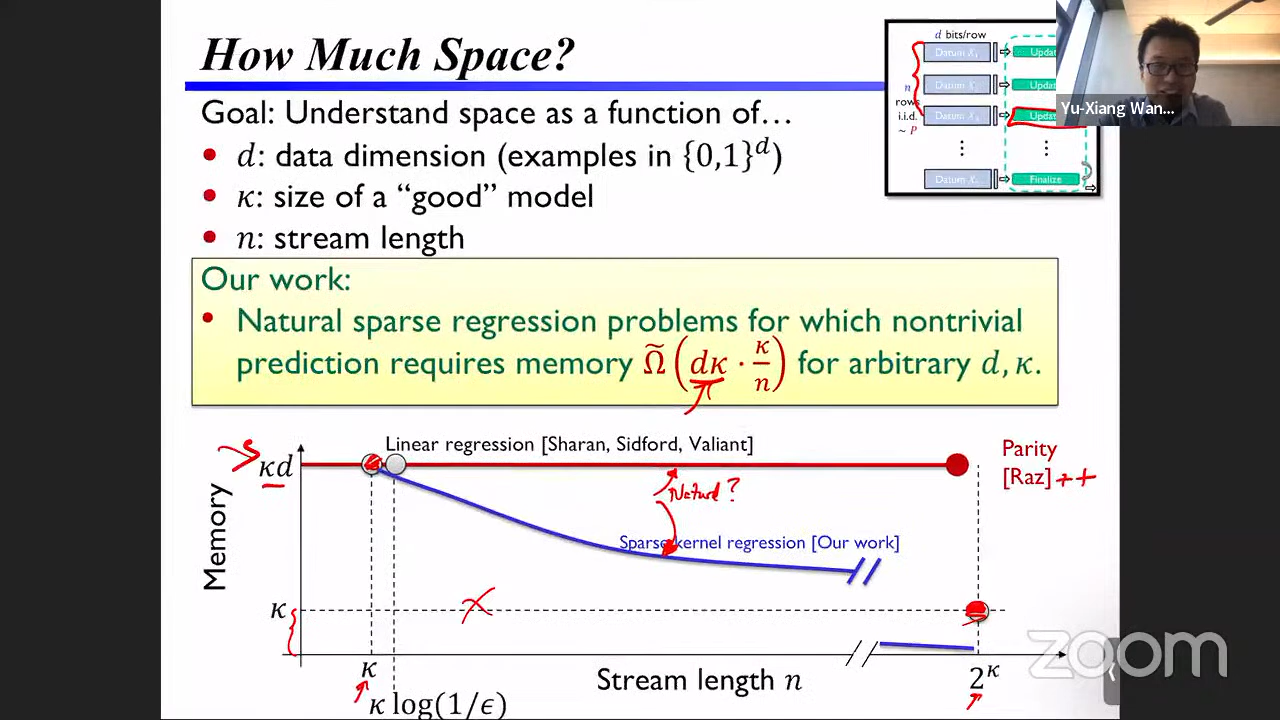 How Much Space?
Goal: Understand space as a function of…
• d: data dimension (examples in {0,1}^d)
• κ: size of a “good” model
• n: stream length
Our work:
• Natural sparse regression problems for which nontrivial
prediction requires memory Ω̃(dκ · κ/n) for arbitrary d, κ.
d bits/row
Datum X₁
Updat
Datum X₂
Updat
n
rows
i.i.d.
~ P
Updat
Datum
Finalize
Yu-Xiang Wan...
Linear regression [Sharan, Sidford, Valiant]
Parity
[Raz] ++
κd
Natural?
Sparse kernel regression [Our work]
Memory
κ
κ
κ log(1/ϵ)
Stream length n
2^κ
zoom